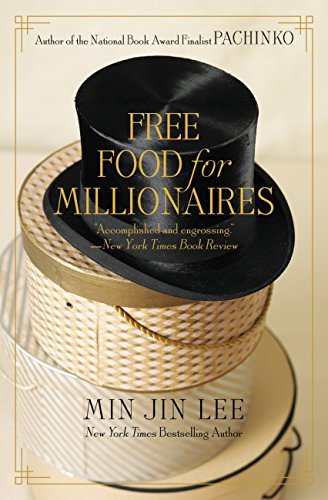 Author of the National Book Award Finalist PACHINKO
FREE
FOOD for
MILLIONAIRES
"Accomplished and engrossing."
—New York Times Book Review
MIN JIN LEE
New York Times Bestselling Author